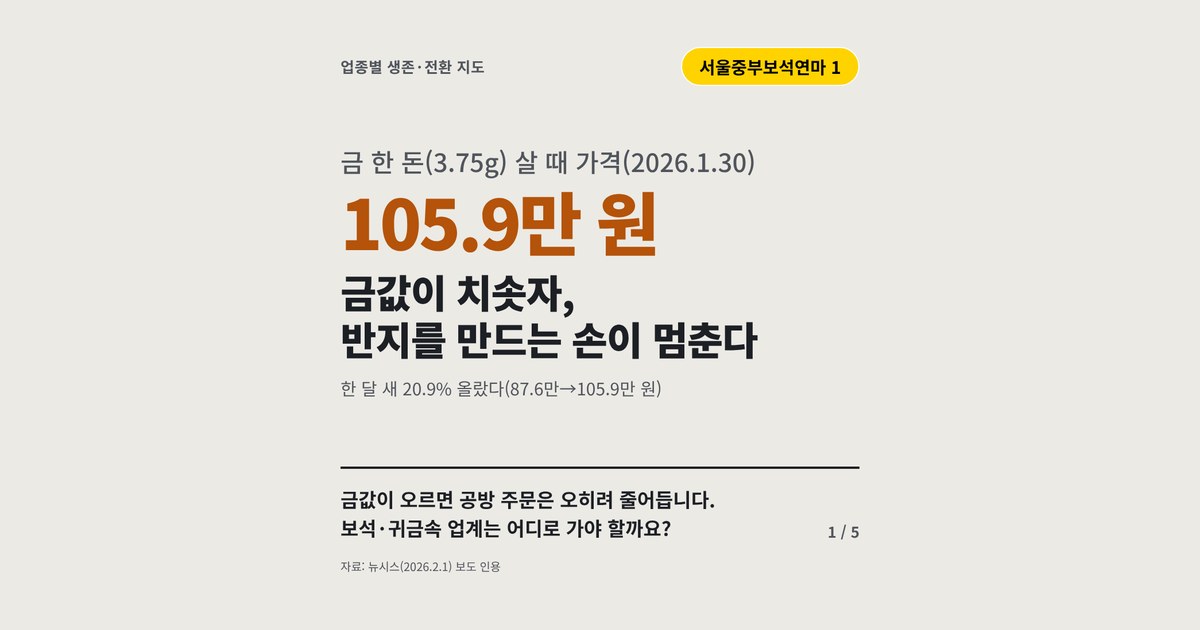 업종별 생존·전환 지도
서울중부보석연마 1
금 한 돈(3.75g) 살 때 가격(2026.1.30)
105.9만 원
금값이 치솟자,
반지를 만드는 손이 멈춘다
한 달 새 20.9% 올랐다(87.6만→105.9만 원)
금값이 오르면 공방 주문은 오히려 줄어듭니다.
보석·귀금속 업계는 어디로 가야 할까요?
1 / 5
자료: 뉴시스(2026.2.1) 보도 인용